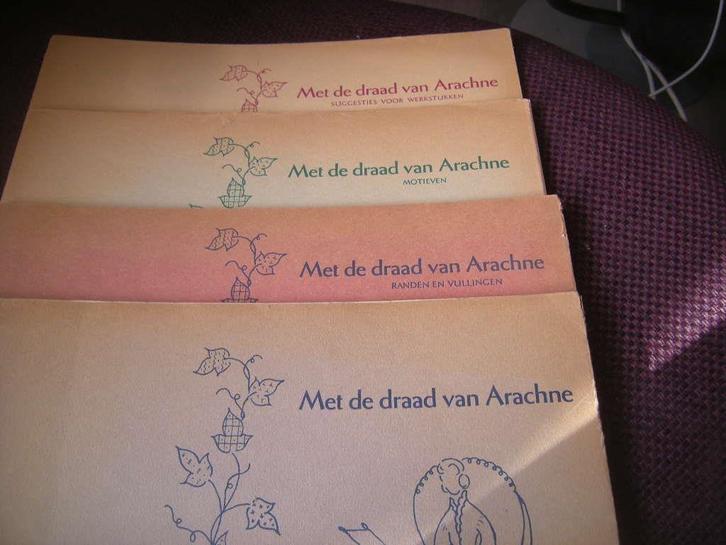 Met de draad van Arachne
SUGGESTIES VOOR WERKSTUKKEN
Met de draad van Arachne
MOTIEVEN
Met de draad van Arachne
RANDEN EN VULLINGEN
Met de draad van Arachne